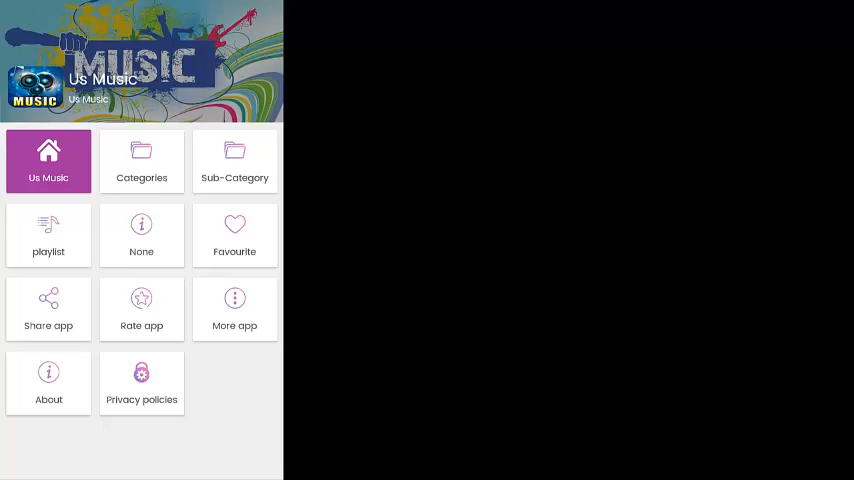 MUSIC
Us Music
MUSIC
Us Music
Us Music
Categories
Sub-Category
playlist
None
Favourite
Share app
Rate app
More app
About
Privacy policies